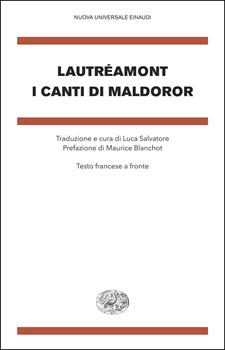 NUOVA UNIVERSALE EINAUDI
LAUTRÉAMONT
I CANTI DI MALDOROR
Traduzione e cura di Luca Salvatore
Prefazione di Maurice Blanchot
Testo francese a fronte